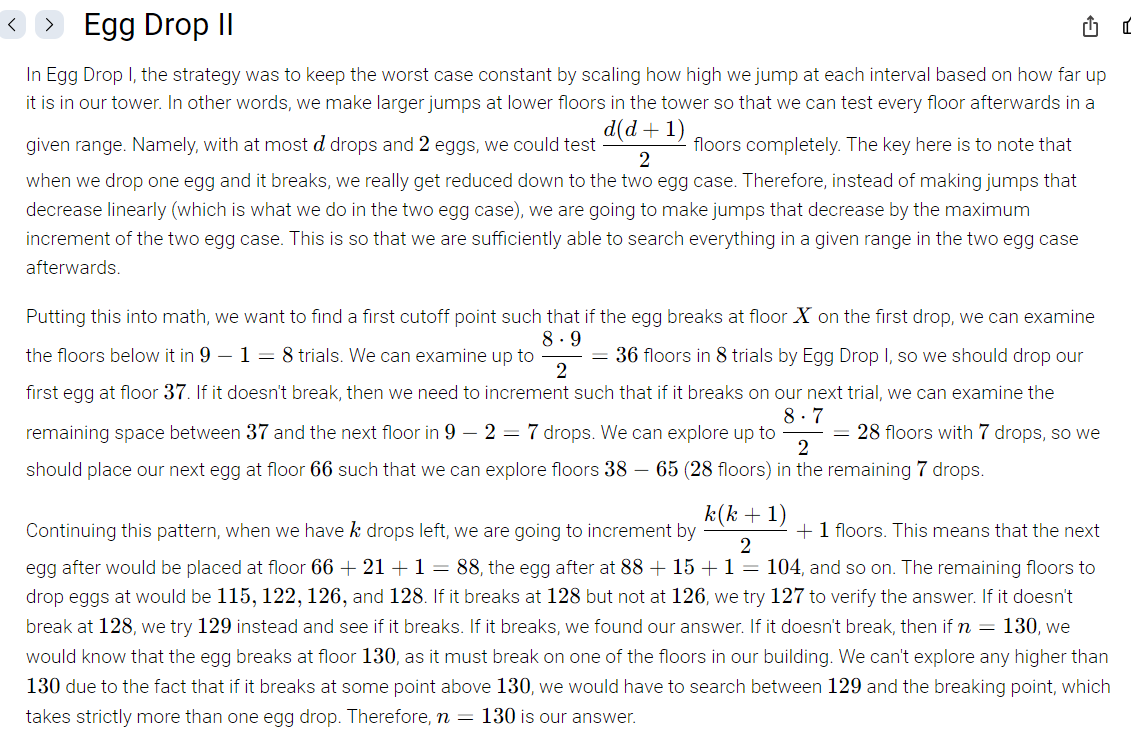 Egg Drop II
In Egg Drop I, the strategy was to keep the worst case constant by scaling how high we jump at each interval based on how far up
it is in our tower. In other words, we make larger jumps at lower floors in the tower so that we can test every floor afterwards in a
given range. Namely, with at most d drops and 2 eggs, we could test d(d + 1)/2 floors completely. The key here is to note that
when we drop one egg and it breaks, we really get reduced down to the two egg case. Therefore, instead of making jumps that
decrease linearly (which is what we do in the two egg case), we are going to make jumps that decrease by the maximum
increment of the two egg case. This is so that we are sufficiently able to search everything in a given range in the two egg case
afterwards.
Putting this into math, we want to find a first cutoff point such that if the egg breaks at floor X on the first drop, we can examine
the floors below it in 9 − 1 = 8 trials. We can examine up to 8 · 9/2 = 36 floors in 8 trials by Egg Drop I, so we should drop our
first egg at floor 37. If it doesn't break, then we need to increment such that if it breaks on our next trial, we can examine the
remaining space between 37 and the next floor in 9 − 2 = 7 drops. We can explore up to 8 · 7/2 = 28 floors with 7 drops, so we
should place our next egg at floor 66 such that we can explore floors 38 − 65 (28 floors) in the remaining 7 drops.
Continuing this pattern, when we have k drops left, we are going to increment by k(k + 1)/2 + 1 floors. This means that the next
egg after would be placed at floor 66 + 21 + 1 = 88, the egg after at 88 + 15 + 1 = 104, and so on. The remaining floors to
drop eggs at would be 115, 122, 126, and 128. If it breaks at 128 but not at 126, we try 127 to verify the answer. If it doesn't
break at 128, we try 129 instead and see if it breaks. If it breaks, we found our answer. If it doesn't break, then if n = 130, we
would know that the egg breaks at floor 130, as it must break on one of the floors in our building. We can't explore any higher than
130 due to the fact that if it breaks at some point above 130, we would have to search between 129 and the breaking point, which
takes strictly more than one egg drop. Therefore, n = 130 is our answer.